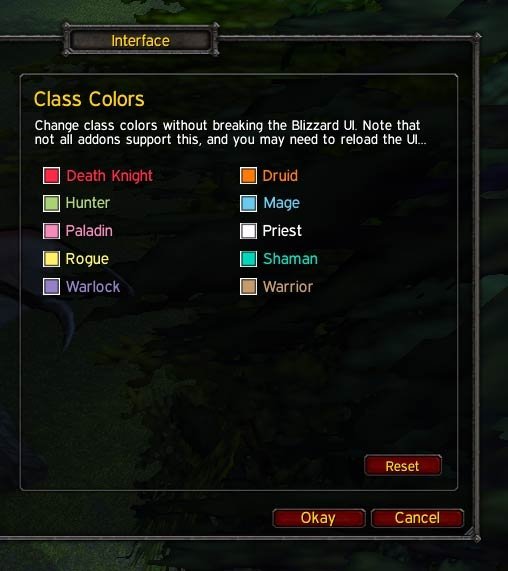 Interface
Class Colors
Change class colors without breaking the Blizzard UI. Note that
not all addons support this, and you may need to reload the UI...
Death Knight
Druid
Hunter
Mage
Paladin
Priest
Rogue
Shaman
Warlock
Warrior
Reset
Okay
Cancel